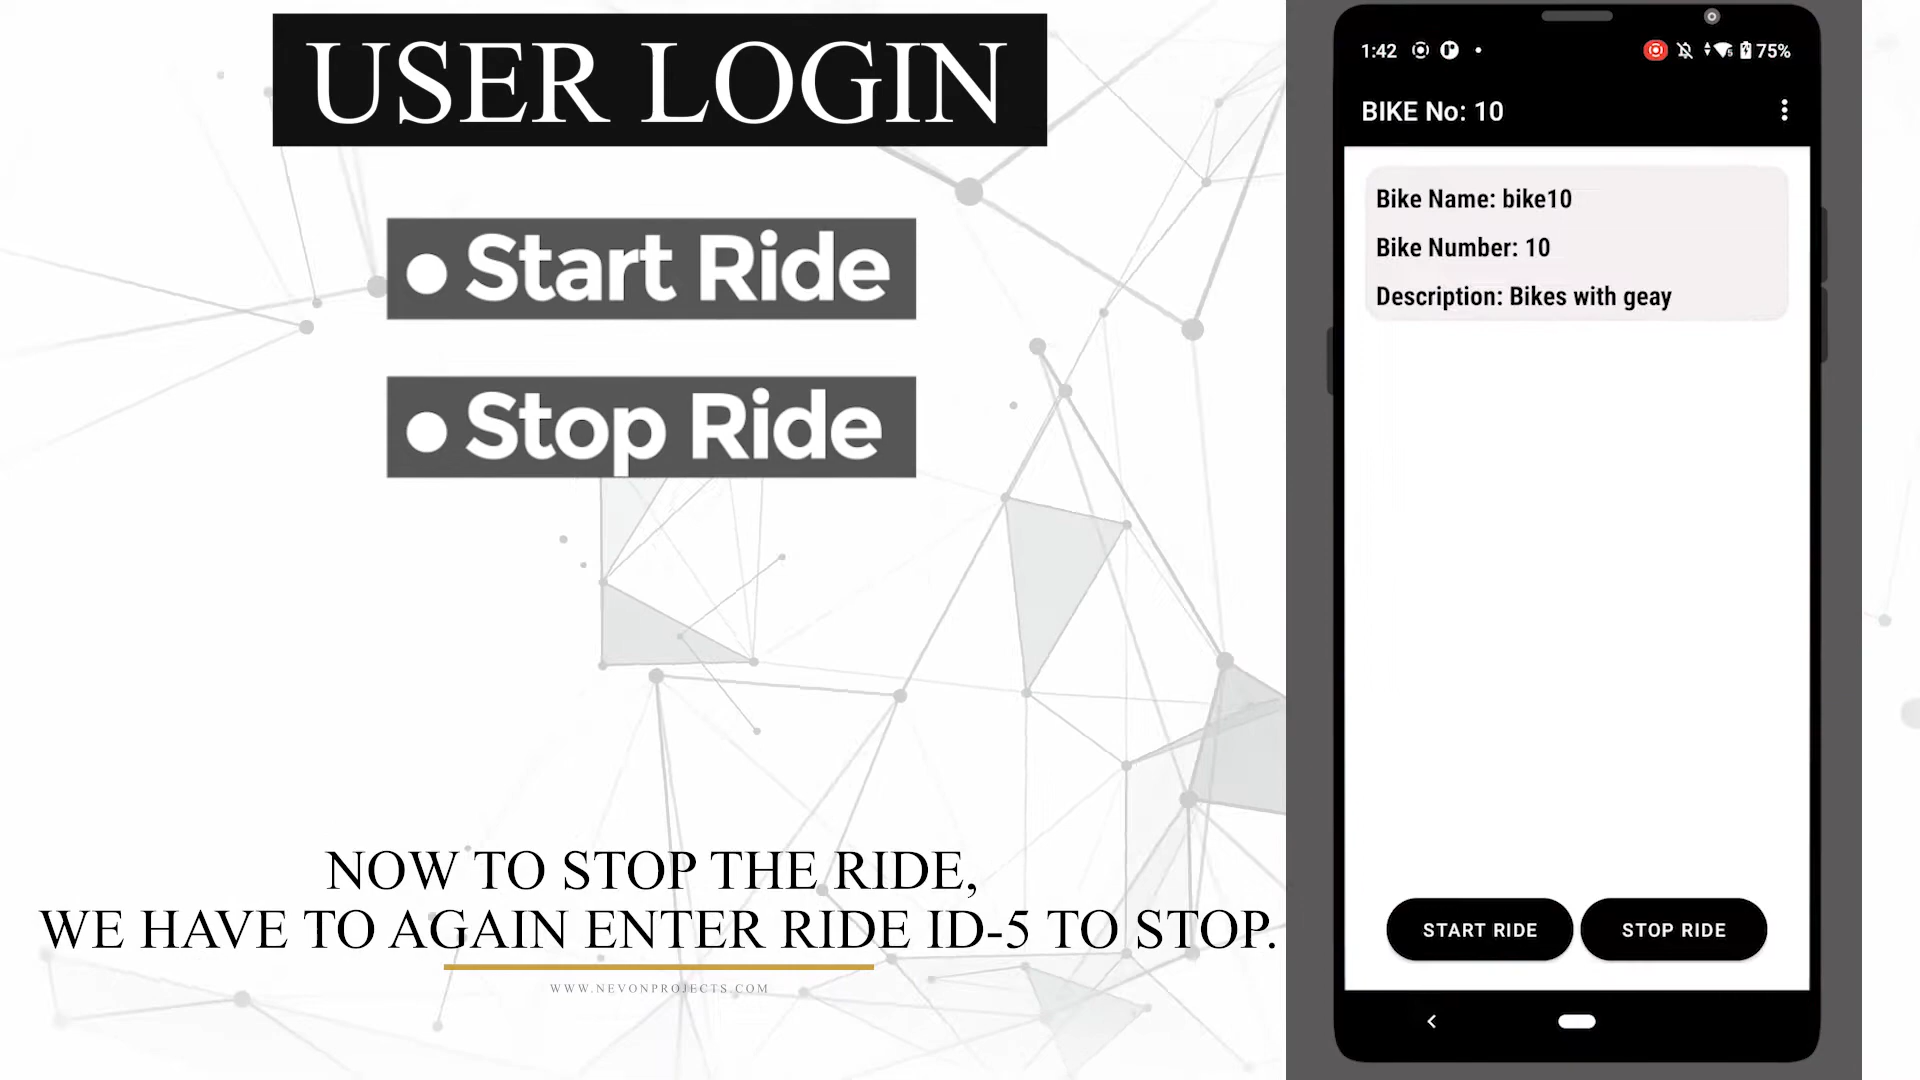 USER LOGIN
● Start Ride
● Stop Ride
NOW TO STOP THE RIDE,
WE HAVE TO AGAIN ENTER RIDE ID-5 TO STOP.
WWW.NEVONPROJECTS.COM
1:42
75%
BIKE No: 10
Bike Name: bike10
Bike Number: 10
Description: Bikes with geay
START RIDE
STOP RIDE